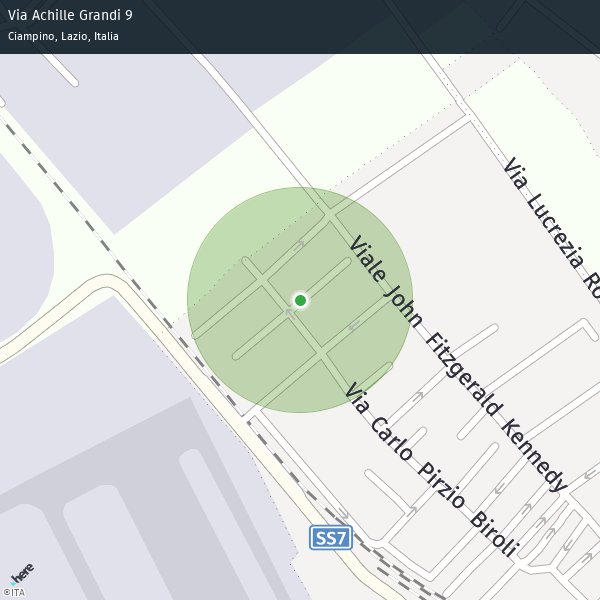 Via Achille Grandi 9
Ciampino, Lazio, Italia
Via Lucrezia Ro
Viale John Fitzgerald Kennedy
Via Carlo Pirzio Biroli
SS7
here
©ITA